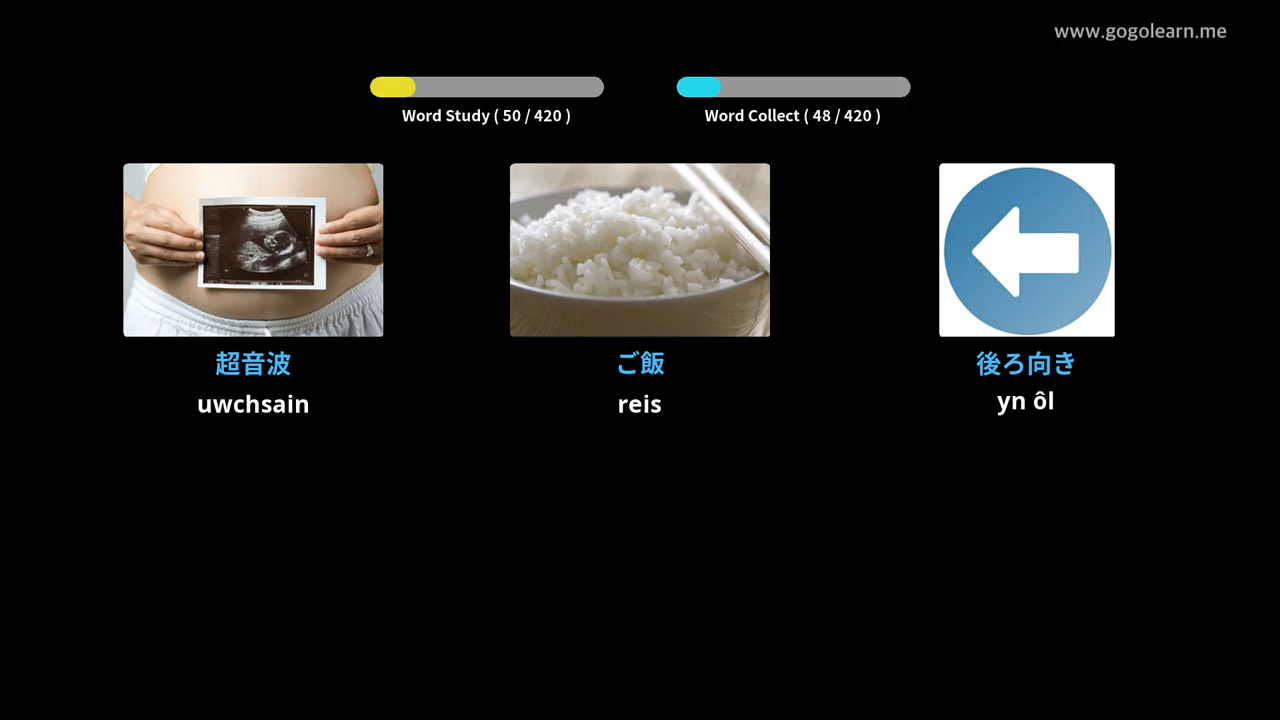 www.gogolearn.me
Word Study ( 50 / 420 )
Word Collect ( 48 / 420 )
超音波
ご飯
後ろ向き
uwchsain
reis
yn ôl